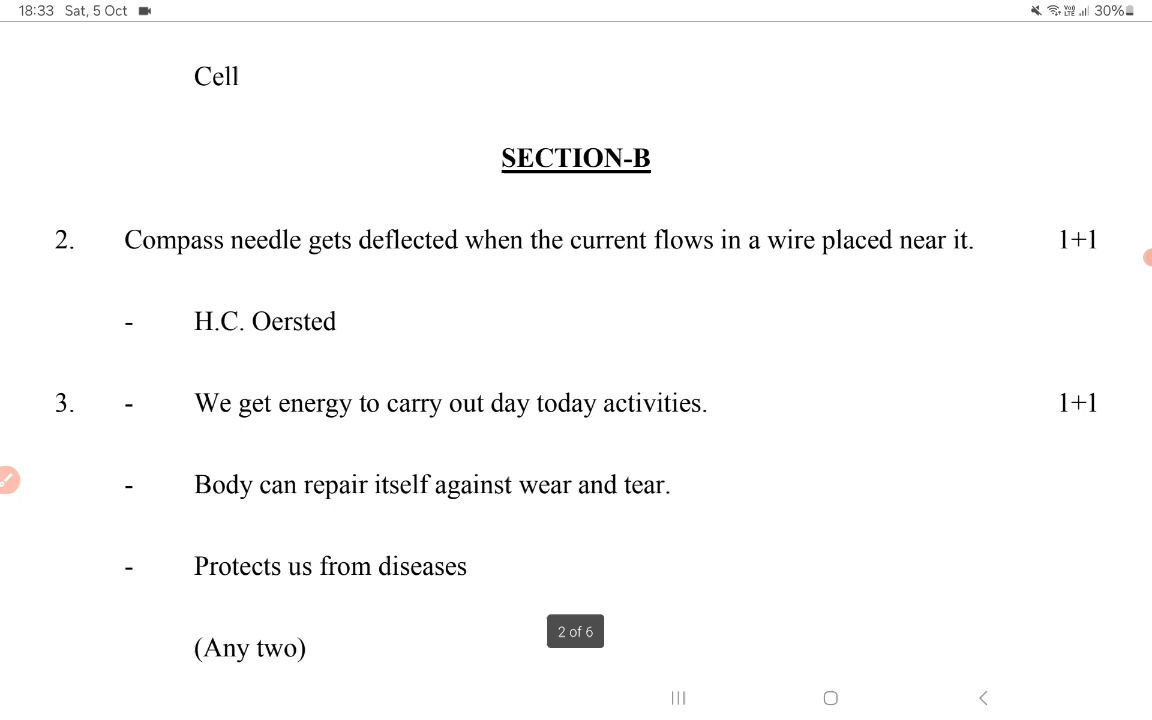 18:33 Sat, 5 Oct 30%
Cell
SECTION-B
2. Compass needle gets deflected when the current flows in a wire placed near it. 1+1
- H.C. Oersted
3. - We get energy to carry out day today activities. 1+1
- Body can repair itself against wear and tear.
- Protects us from diseases
(Any two)
2 of 6